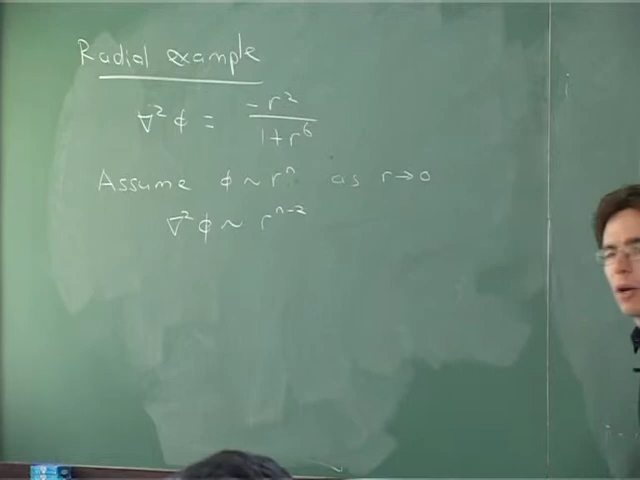 Radial example
∇²φ = -r²/(1+r⁶)
Assume φ ~ rⁿ as r→0
∇²φ ~ rⁿ⁻²